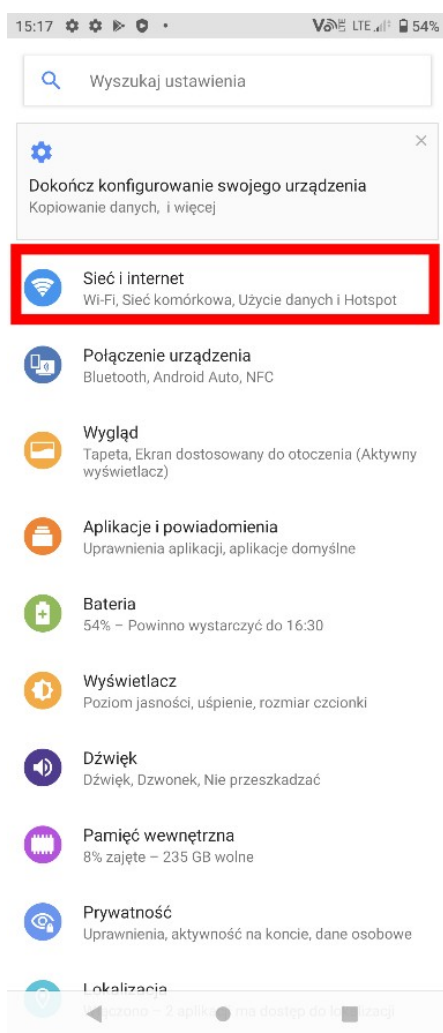 15:17 LTE 54%
Wyszukaj ustawienia
Dokończ konfigurowanie swojego urządzenia
Kopiowanie danych, i więcej
Sieć i internet
Wi-Fi, Sieć komórkowa, Użycie danych i Hotspot
Połączenie urządzenia
Bluetooth, Android Auto, NFC
Wygląd
Tapeta, Ekran dostosowany do otoczenia (Aktywny
wyświetlacz)
Aplikacje i powiadomienia
Uprawnienia aplikacji, aplikacje domyślne
Bateria
54% – Powinno wystarczyć do 16:30
Wyświetlacz
Poziom jasności, uśpienie, rozmiar czcionki
Dźwięk
Dźwięk, Dzwonek, Nie przeszkadzać
Pamięć wewnętrzna
8% zajęte – 235 GB wolne
Prywatność
Uprawnienia, aktywność na koncie, dane osobowe
Lokalizacja